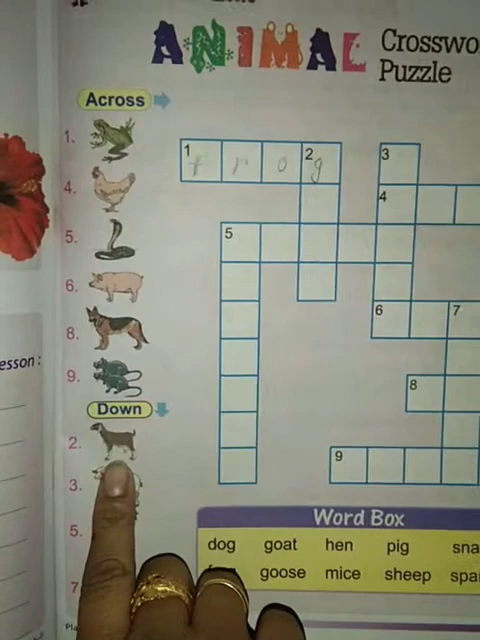 ANIMAL Crosswo
Puzzle
Across
1.
4.
5.
6.
8.
9.
Down
2.
3.
5.
7
1 f r o 2 g
3
4
5
6 7
8
9
esson :
Word Box
dog goat hen pig sna
goose mice sheep spa